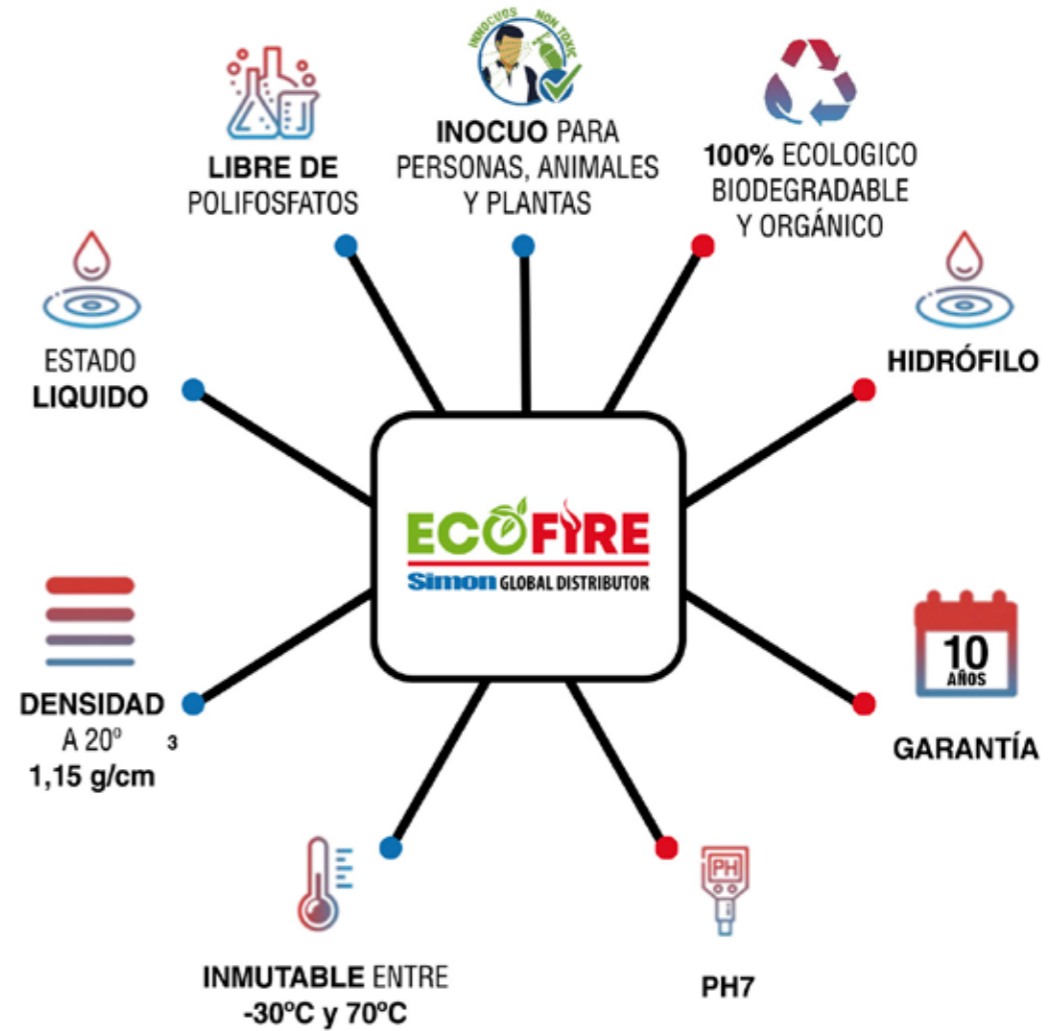 INNOCUOS NON TOXIC
LIBRE DE
POLIFOSFATOS
INOCUO PARA
PERSONAS, ANIMALES
Y PLANTAS
100% ECOLOGICO
BIODEGRADABLE
Y ORGÁNICO
ESTADO
LIQUIDO
HIDRÓFILO
ECOFIRE
Simon GLOBAL DISTRIBUTOR
DENSIDAD
A 20º 3
1,15 g/cm
10
AÑOS
GARANTÍA
INMUTABLE ENTRE
-30ºC y 70ºC
PH
PH7